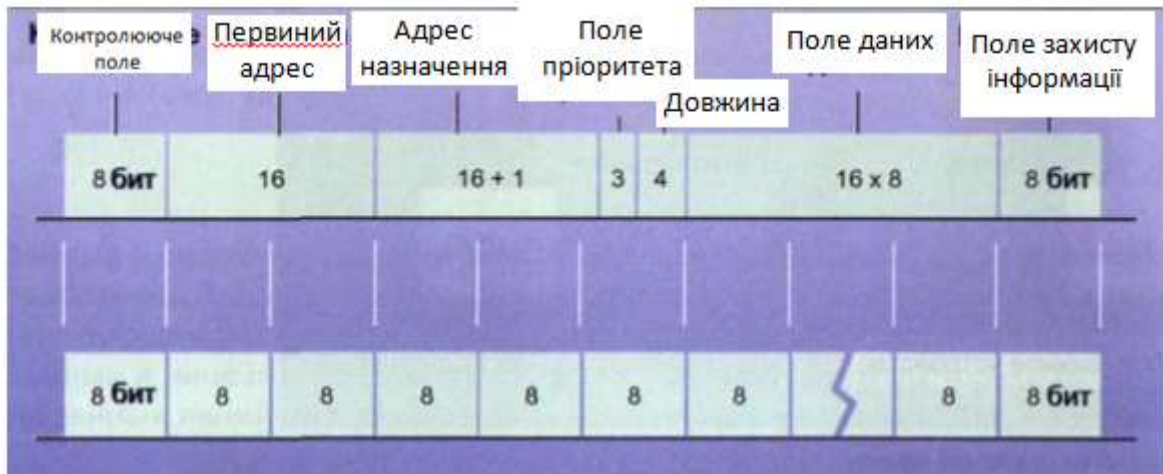 Контролююче
поле
Первиний
адрес
Адрес
назначення
Поле
пріоритета
Довжина
Поле даних
Поле захисту
інформації
8 бит 16 16 + 1 3 4 16 x 8 8 бит
8 бит 8 8 8 8 8 8 8 8 бит